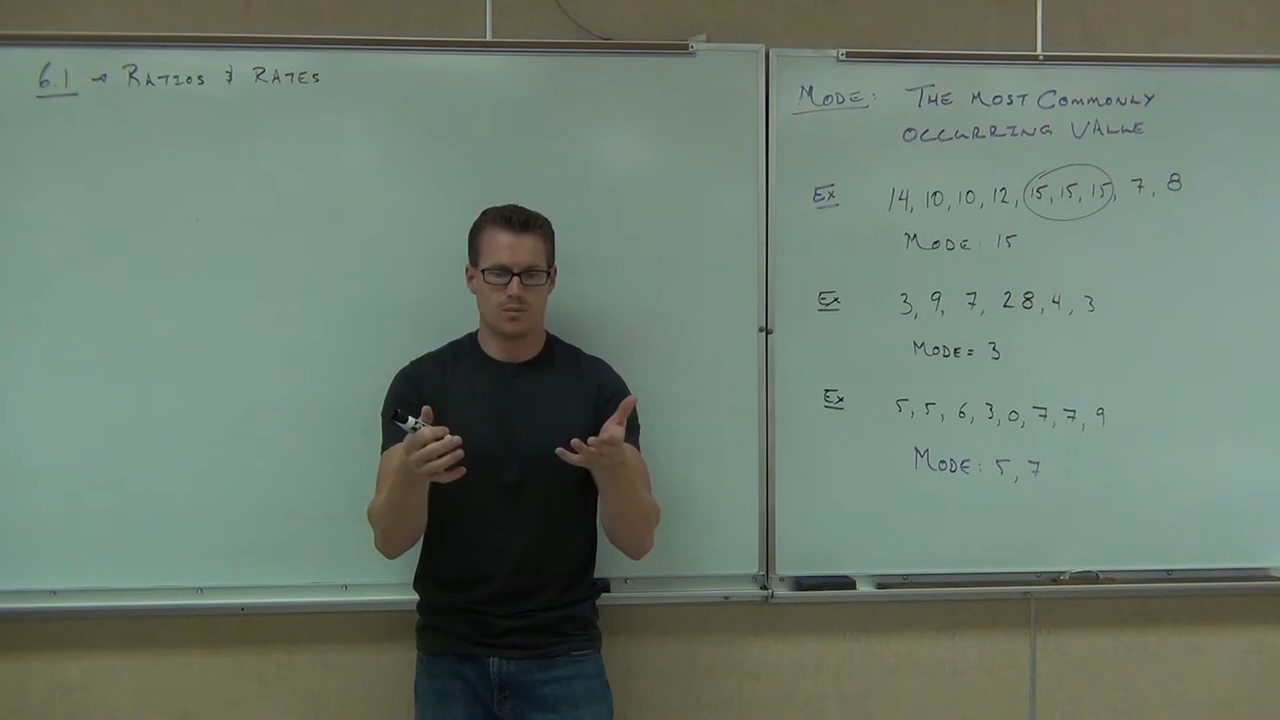 6.1 → RATIOS & RATES
MODE: THE MOST COMMONLY
OCCURRING VALUE
Ex 14, 10, 10, 12, 15, 15, 15, 7, 8
MODE: 15
Ex 3, 9, 7, 28, 4, 3
MODE = 3
Ex 5, 5, 6, 3, 0, 7, 7, 9
MODE: 5, 7